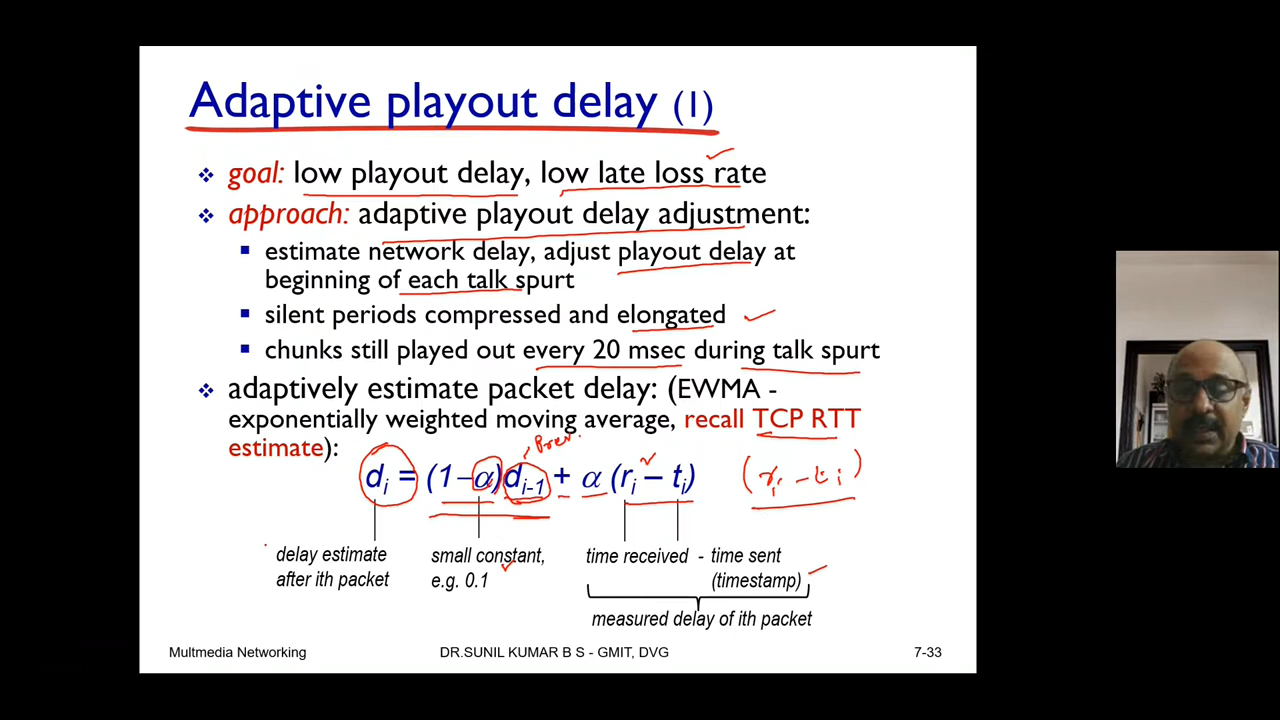 Adaptive playout delay (1)
❖ goal: low playout delay, low late loss rate
❖ approach: adaptive playout delay adjustment:
▪ estimate network delay, adjust playout delay at
beginning of each talk spurt
▪ silent periods compressed and elongated
▪ chunks still played out every 20 msec during talk spurt
❖ adaptively estimate packet delay: (EWMA -
exponentially weighted moving average, recall TCP RTT
estimate):
Prev.
dᵢ = (1−α)dᵢ₋₁ + α (rᵢ − tᵢ) (rᵢ - tᵢ)
delay estimate
after ith packet
small constant,
e.g. 0.1
time received - time sent
(timestamp)
measured delay of ith packet
Multmedia Networking DR.SUNIL KUMAR B S - GMIT, DVG 7-33